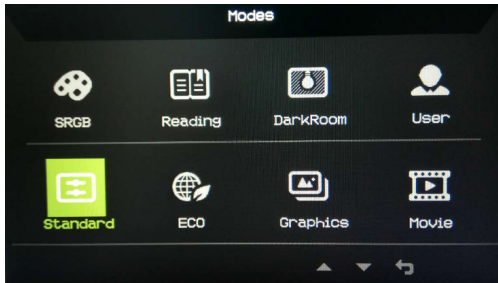 Modes
SRGB Reading DarkRoom User
Standard ECO Graphics Movie